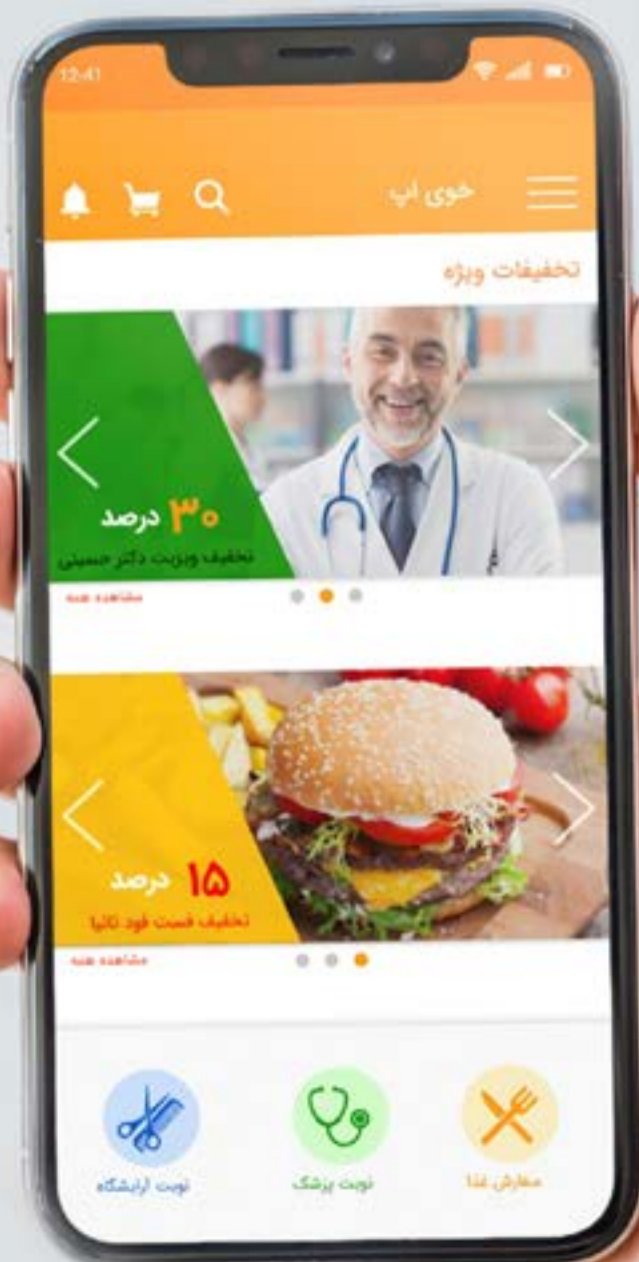 12:41
خوی اپ
تخفیفات ویژه
۳۰ درصد
تخفیف ویزیت دکتر حسینی
مشاهده همه
۱۵ درصد
تخفیف فست فود تانیا
مشاهده همه
سفارش غذا
نوبت پزشک
نوبت آرایشگاه